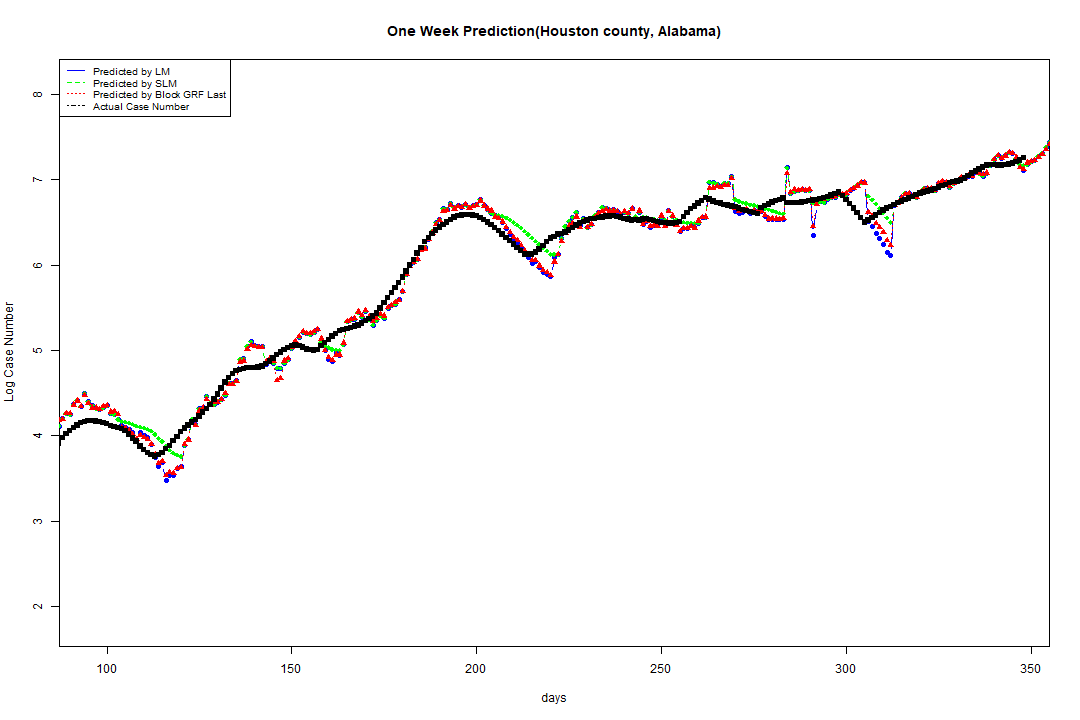 One Week Prediction(Houston county, Alabama)
Predicted by LM
Predicted by SLM
Predicted by Block GRF Last
Actual Case Number
8
7
6
5
4
3
2
Log Case Number
100 150 200 250 300 350
days